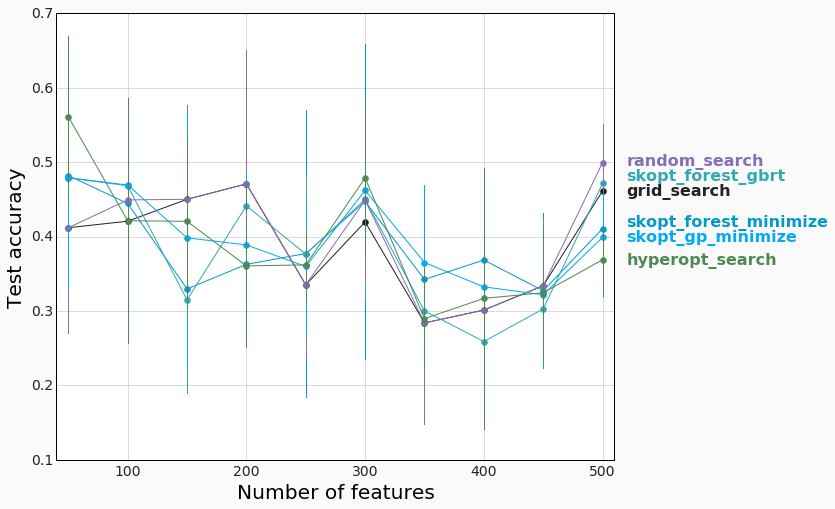 0.7
0.6
0.5
0.4
0.3
0.2
0.1
Test accuracy
100
200
300
400
500
Number of features
random_search
skopt_forest_gbrt
grid_search
skopt_forest_minimize
skopt_gp_minimize
hyperopt_search